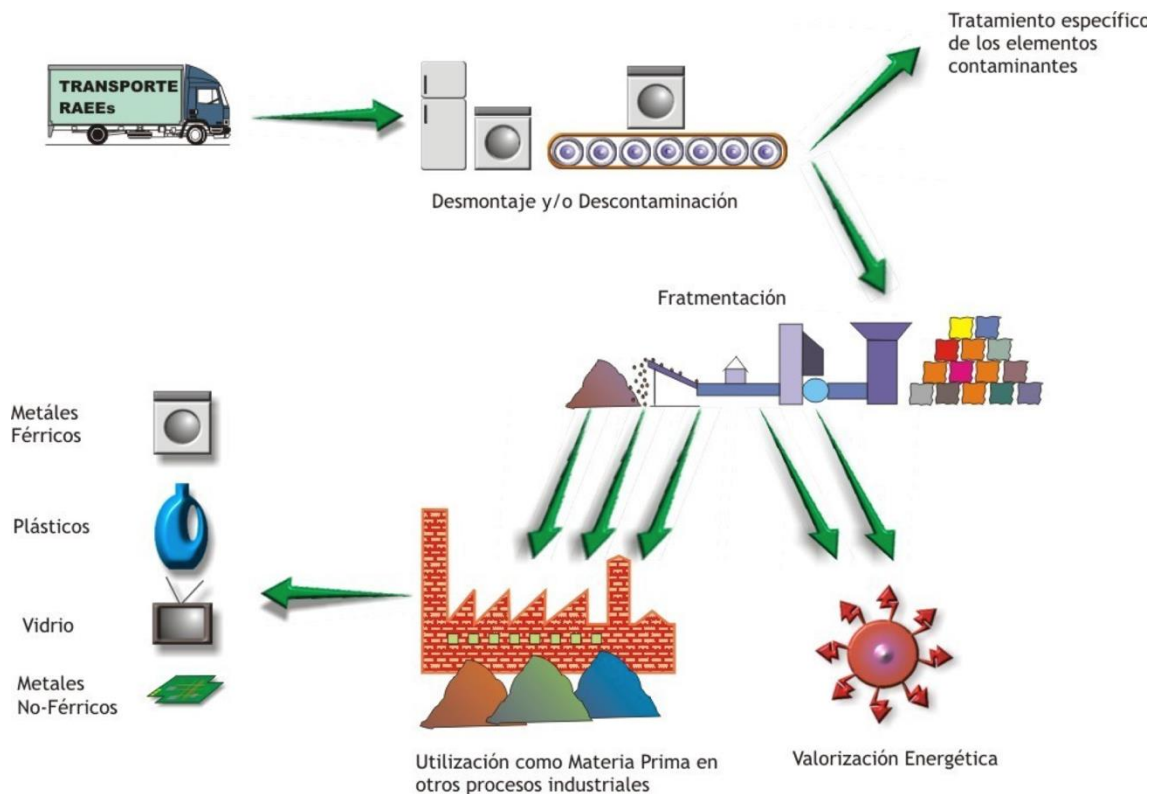 TRANSPORTE
RAEEs
Tratamiento específico
de los elementos
contaminantes
Desmontaje y/o Descontaminación
Fratmentación
Metáles
Férricos
Plásticos
Vidrio
Metales
No-Férricos
Utilización como Materia Prima en
otros procesos industriales
Valorización Energética